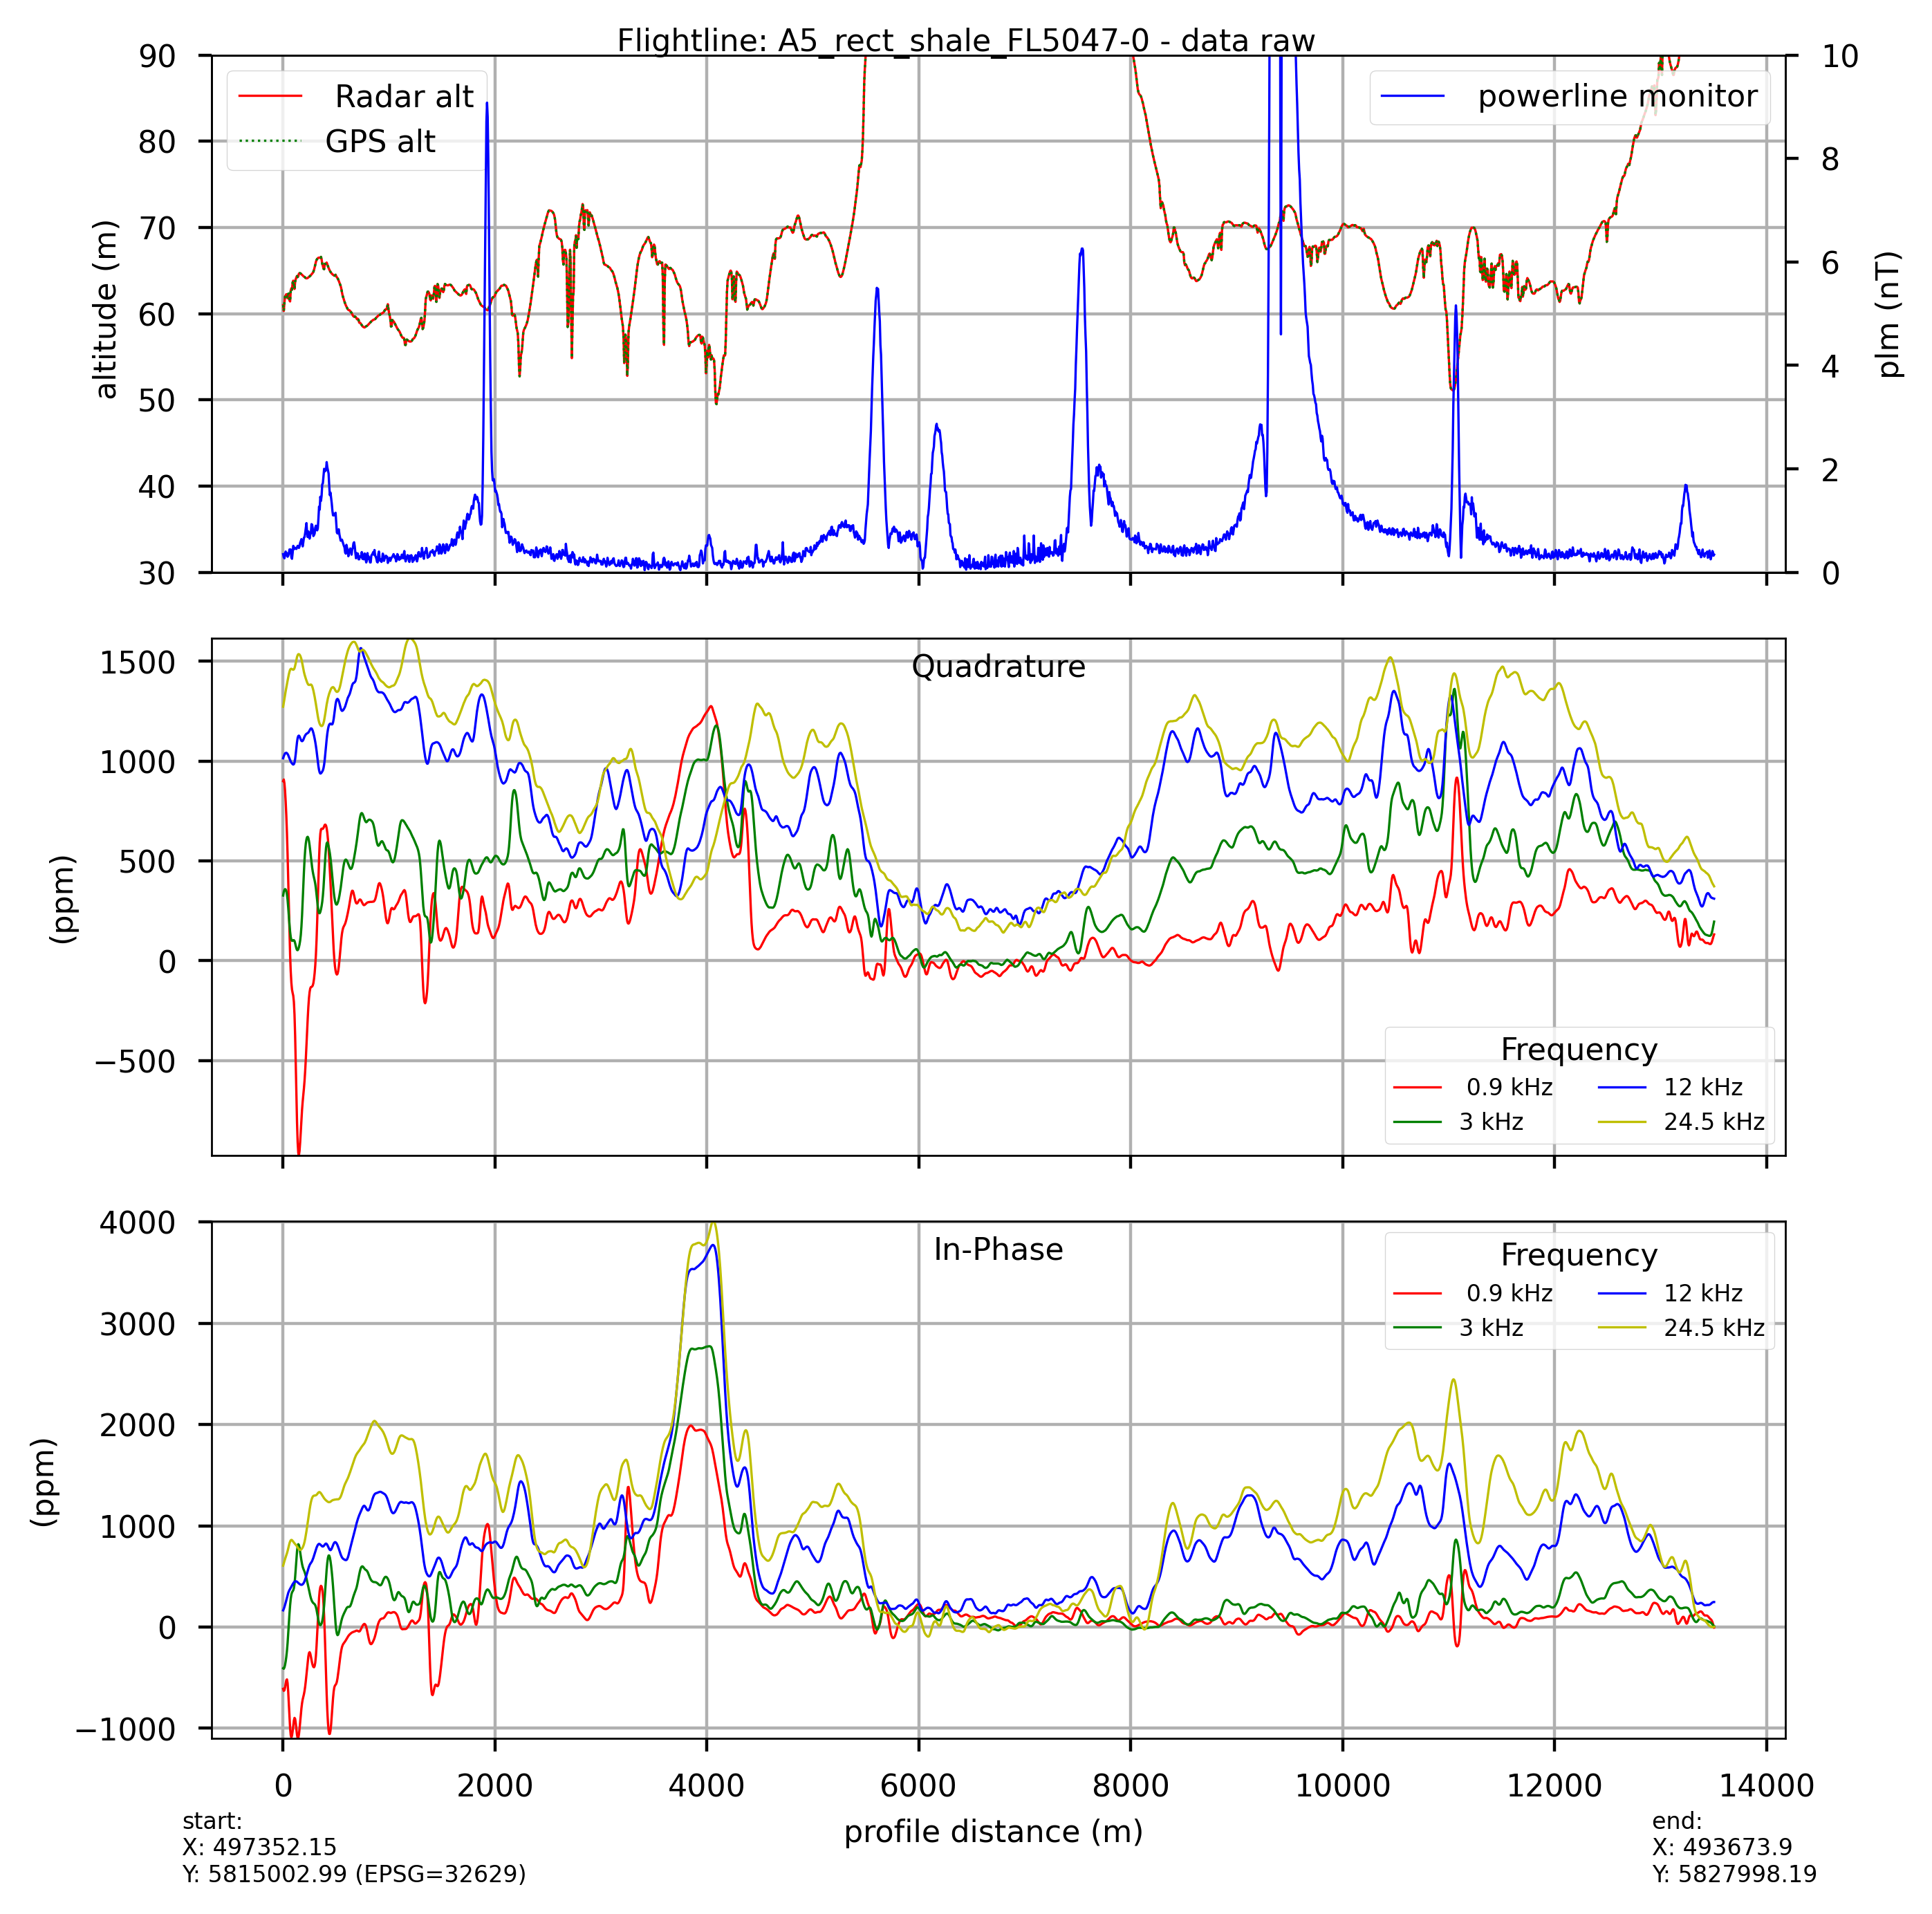 Flightline: A5_rect_shale_FL5047-0 - data raw
90
80
70
60
50
40
30
altitude (m)
Radar alt
GPS alt
powerline monitor
10
8
6
4
2
0
plm (nT)
Quadrature
1500
1000
500
0
−500
(ppm)
Frequency
0.9 kHz 12 kHz
3 kHz 24.5 kHz
In-Phase
4000
3000
2000
1000
0
−1000
(ppm)
Frequency
0.9 kHz 12 kHz
3 kHz 24.5 kHz
0 2000 4000 6000 8000 10000 12000 14000
profile distance (m)
start:
X: 497352.15
Y: 5815002.99 (EPSG=32629)
end:
X: 493673.9
Y: 5827998.19